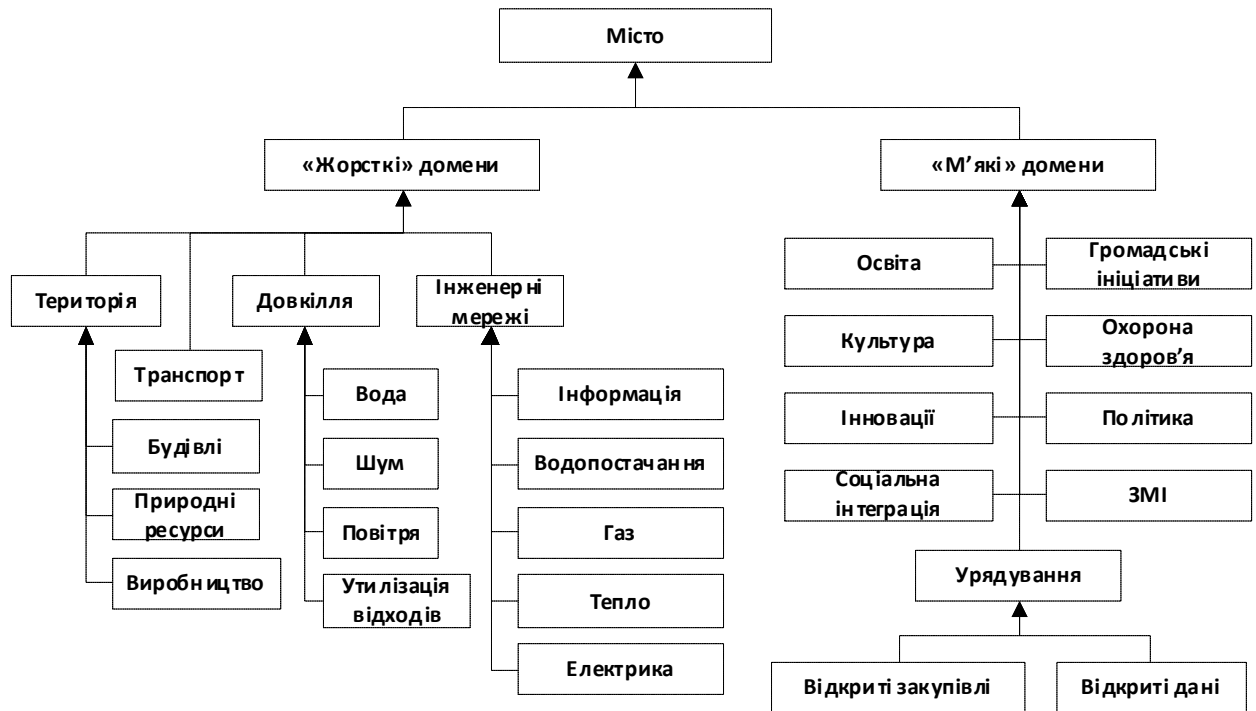 Місто
«Жорсткі» домени
«М’які» домени
Територія
Довкілля
Інженерні
мережі
Транспорт
Будівлі
Природні
ресурси
Виробництво
Вода
Шум
Повітря
Утилізація
відходів
Інформація
Водопостачання
Газ
Тепло
Електрика
Освіта
Громадські
ініціативи
Культура
Охорона
здоров’я
Інновації
Політика
Соціальна
інтеграція
ЗМІ
Урядування
Відкриті закупівлі
Відкриті дані